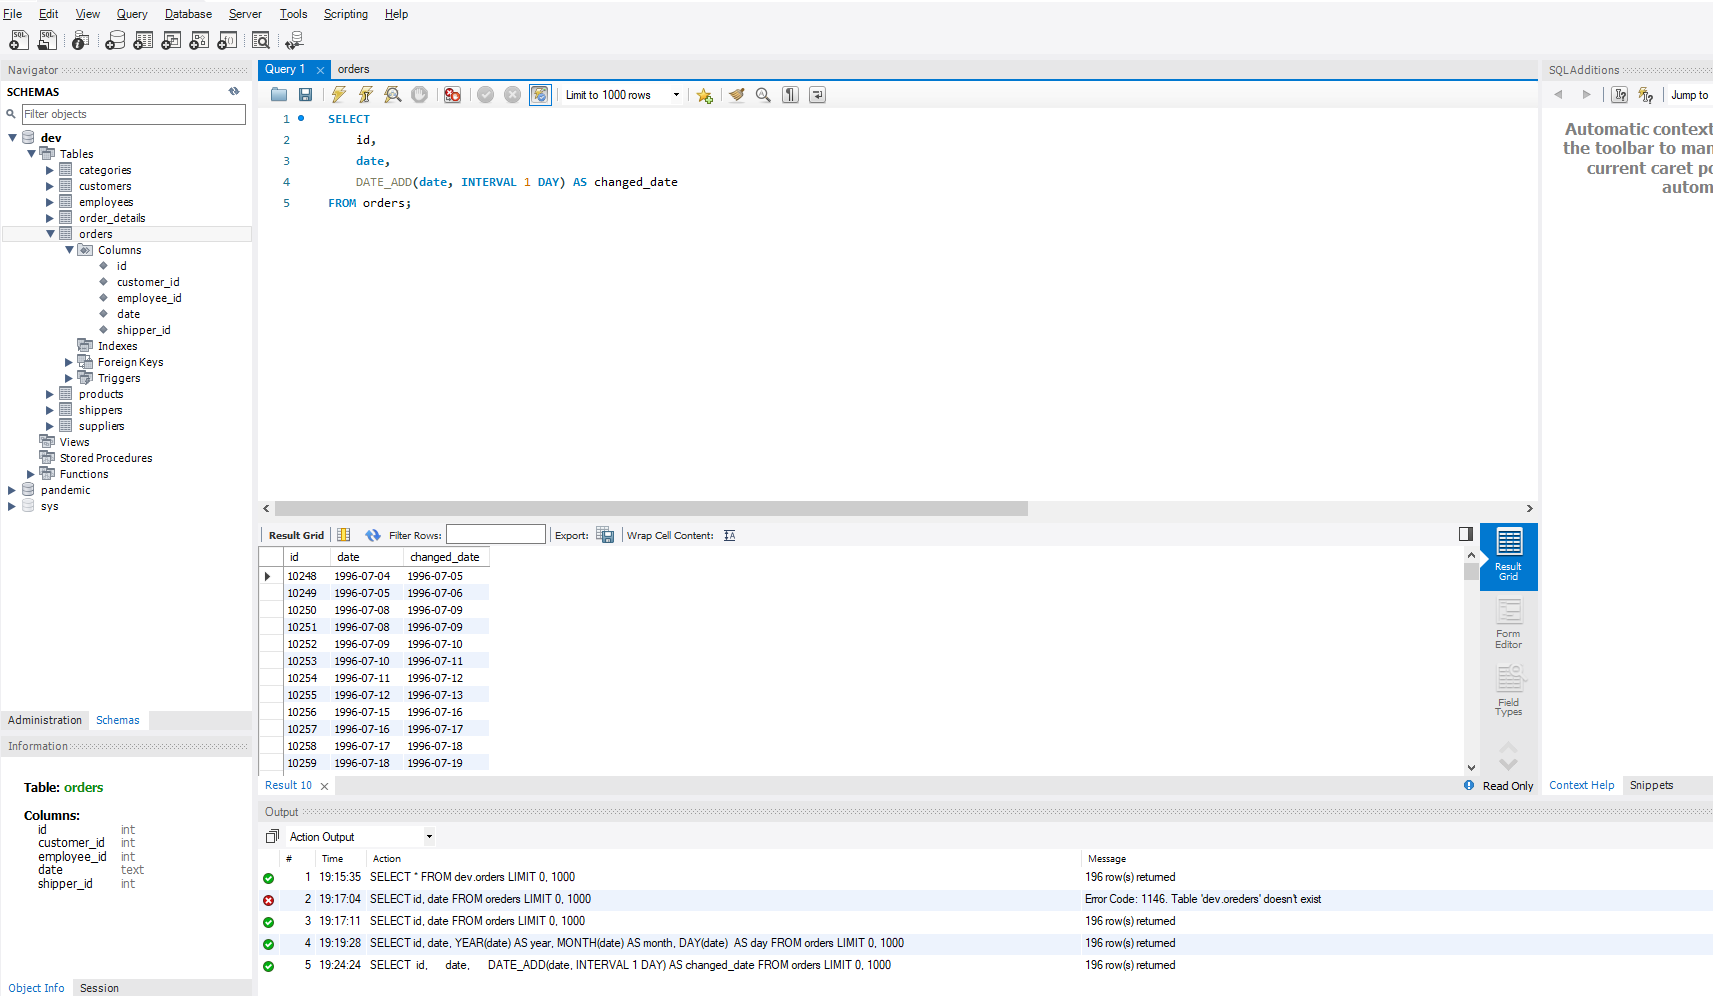 File Edit View Query Database Server Tools Scripting Help
Navigator
SCHEMAS
Filter objects
dev
Tables
categories
customers
employees
order_details
orders
Columns
id
customer_id
employee_id
date
shipper_id
Indexes
Foreign Keys
Triggers
products
shippers
suppliers
Views
Stored Procedures
Functions
pandemic
sys
Administration Schemas
Information
Table: orders
Columns:
id int
customer_id int
employee_id int
date text
shipper_id int
Object Info Session
Query 1 orders
Limit to 1000 rows
1 SELECT
2 id,
3 date,
4 DATE_ADD(date, INTERVAL 1 DAY) AS changed_date
5 FROM orders;
Result Grid Filter Rows: Export: Wrap Cell Content:
id date changed_date
10248 1996-07-04 1996-07-05
10249 1996-07-05 1996-07-06
10250 1996-07-08 1996-07-09
10251 1996-07-08 1996-07-09
10252 1996-07-09 1996-07-10
10253 1996-07-10 1996-07-11
10254 1996-07-11 1996-07-12
10255 1996-07-12 1996-07-13
10256 1996-07-15 1996-07-16
10257 1996-07-16 1996-07-17
10258 1996-07-17 1996-07-18
10259 1996-07-18 1996-07-19
Result
Grid
Form
Editor
Field
Types
Result 10 Read Only
Output
Action Output
# Time Action Message
1 19:15:35 SELECT * FROM dev.orders LIMIT 0, 1000 196 row(s) returned
2 19:17:04 SELECT id, date FROM oreders LIMIT 0, 1000 Error Code: 1146. Table 'dev.oreders' doesn't exist
3 19:17:11 SELECT id, date FROM orders LIMIT 0, 1000 196 row(s) returned
4 19:19:28 SELECT id, date, YEAR(date) AS year, MONTH(date) AS month, DAY(date) AS day FROM orders LIMIT 0, 1000 196 row(s) returned
5 19:24:24 SELECT id, date, DATE_ADD(date, INTERVAL 1 DAY) AS changed_date FROM orders LIMIT 0, 1000 196 row(s) returned
SQLAdditions
Jump to
Automatic context
the toolbar to man
current caret po
autom
Context Help Snippets